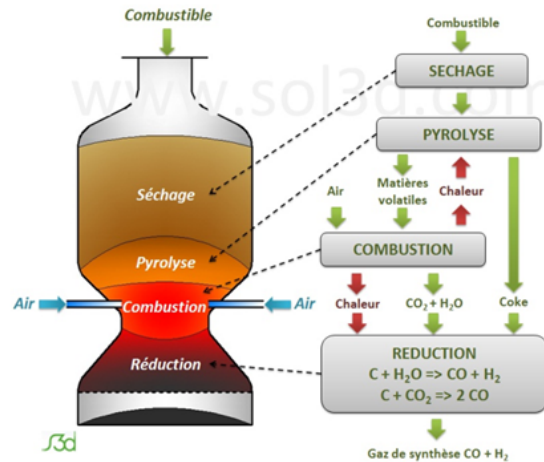 Combustible
Combustible
www.sol3d.com
SECHAGE
PYROLYSE
Séchage
Air
Matières
volatiles
Chaleur
Pyrolyse
COMBUSTION
Air
Combustion
Air
Chaleur
CO₂ + H₂O
Coke
Réduction
REDUCTION
C + H₂O => CO + H₂
C + CO₂ => 2 CO
S3d
Gaz de synthèse CO + H₂